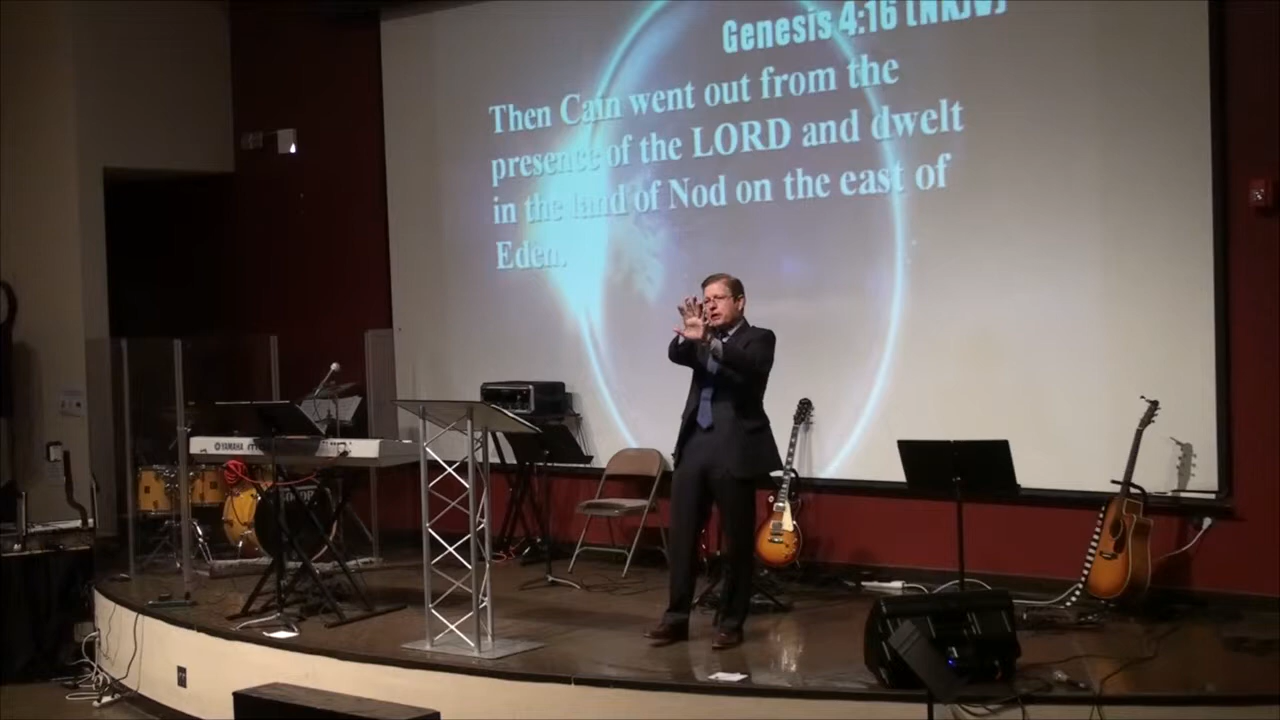 Genesis 4:16 (NKJV)
Then Cain went out from the
presence of the LORD and dwelt
in the land of Nod on the east of
Eden.
YAMAHA